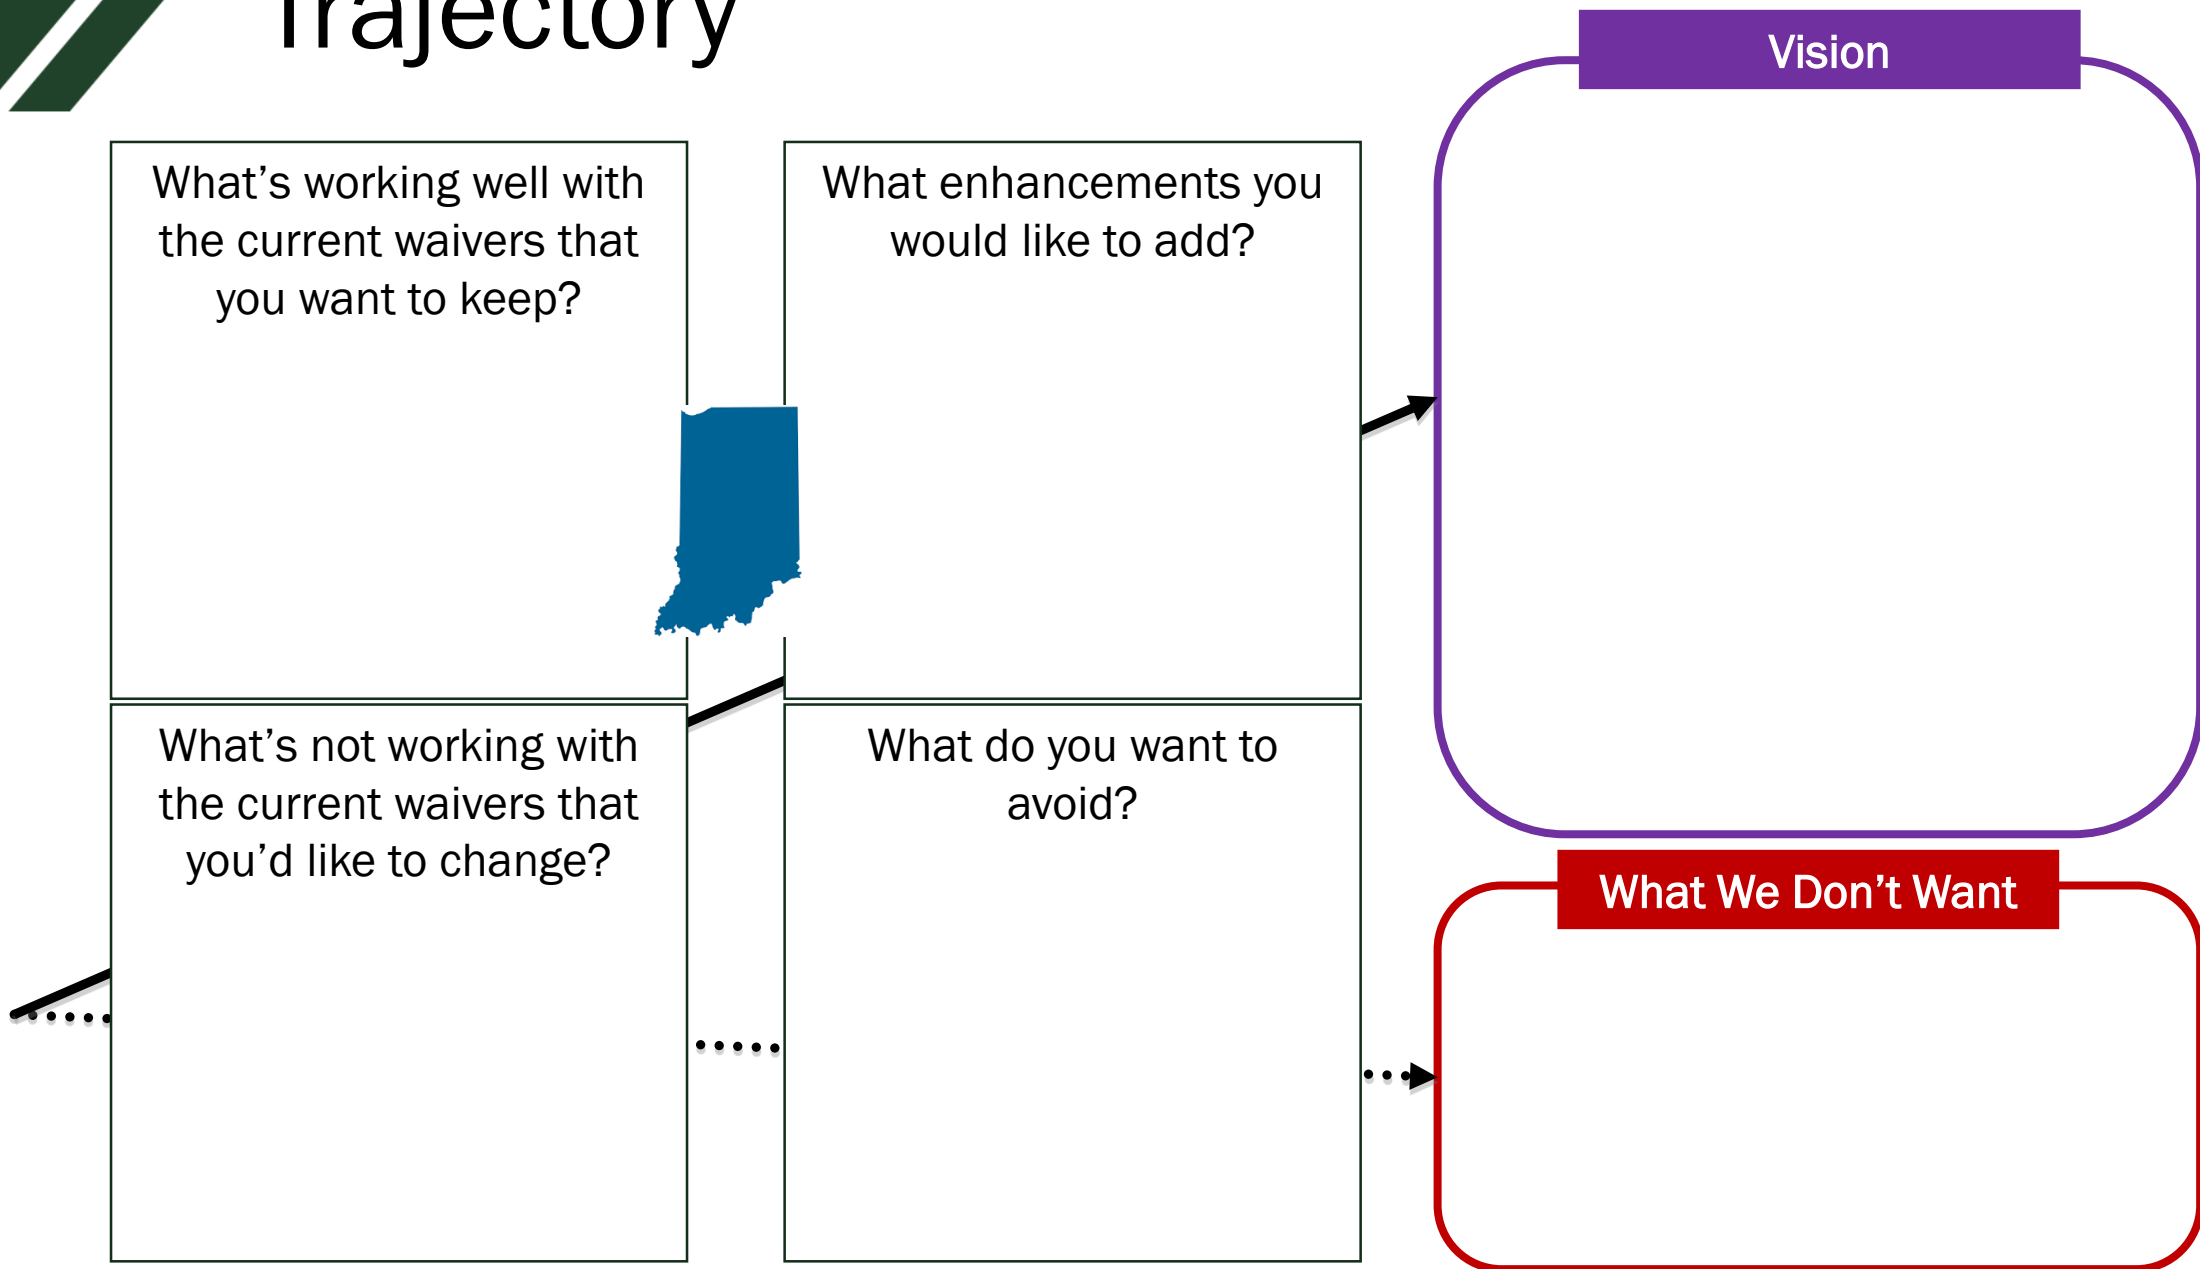 Trajectory
Vision
What's working well with
the current waivers that
you want to keep?
What enhancements you
would like to add?
What's not working with
the current waivers that
you'd like to change?
What do you want to
avoid?
What We Don't Want